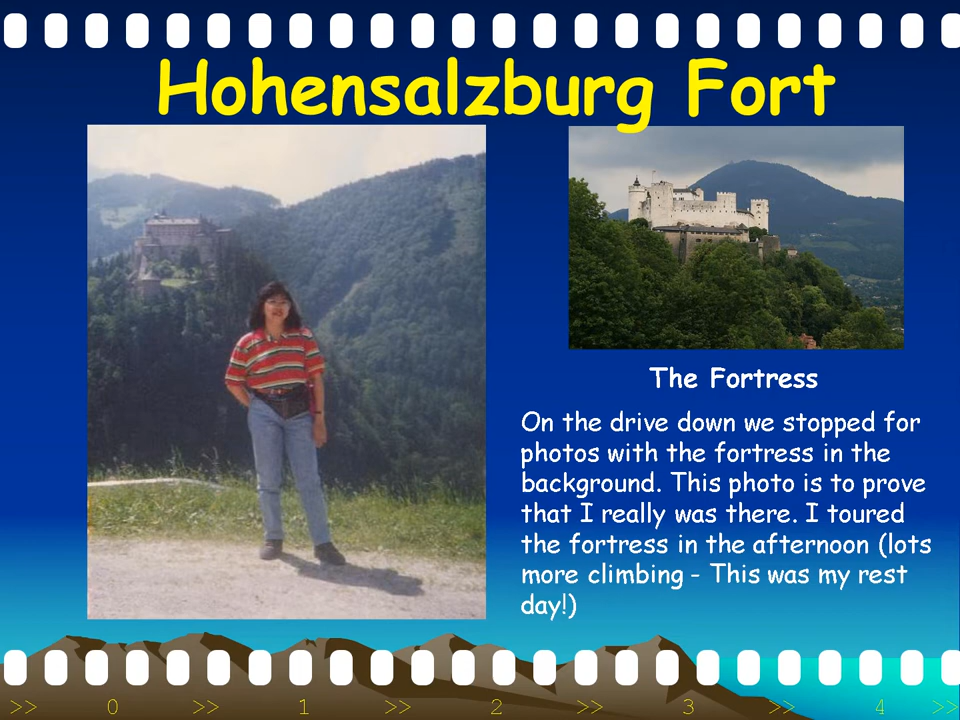 Hohensalzburg Fort
The Fortress
On the drive down we stopped for
photos with the fortress in the
background. This photo is to prove
that I really was there. I toured
the fortress in the afternoon (lots
more climbing - This was my rest
day!)
>> 0 >> 1 >> 2 >> 3 >> 4 >>